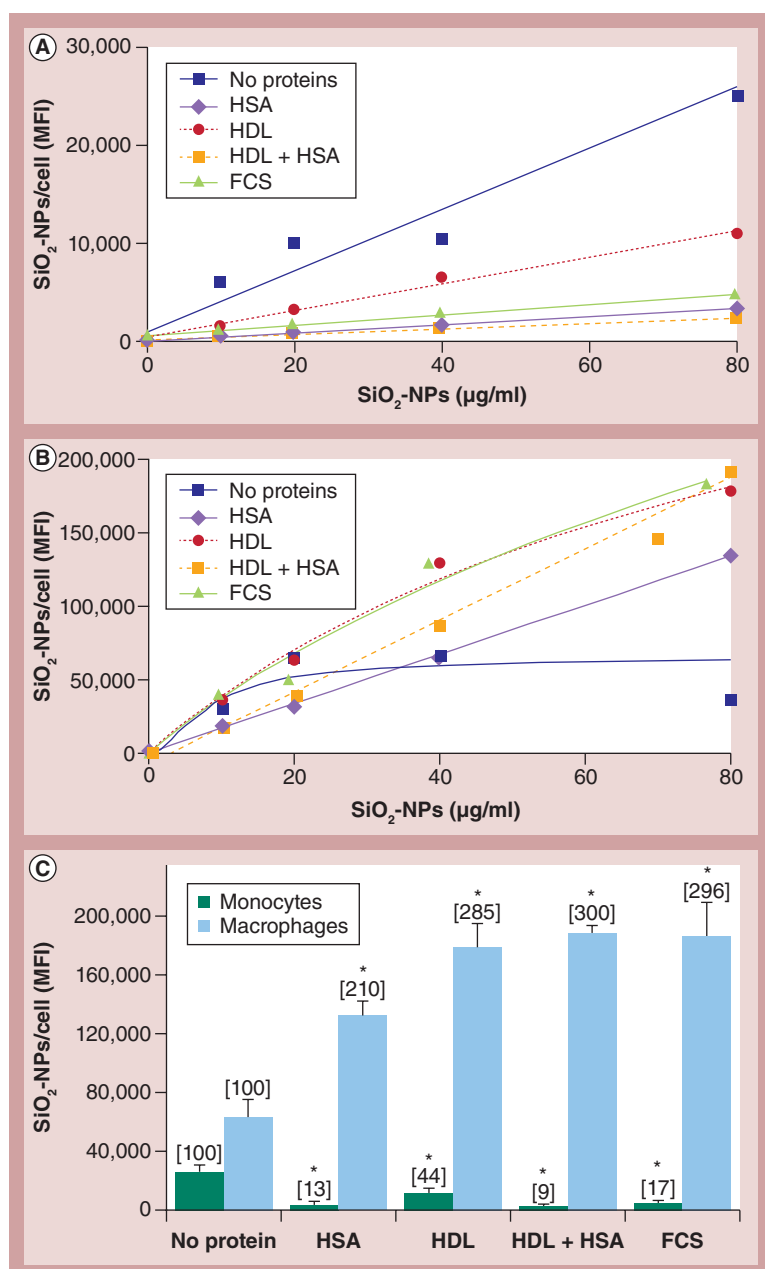 A
30,000
20,000
10,000
0
SiO2-NPs/cell (MFI)
No proteins
HSA
HDL
HDL + HSA
FCS
0 20 40 60 80
SiO2-NPs (µg/ml)
B
200,000
150,000
100,000
50,000
0
SiO2-NPs/cell (MFI)
No proteins
HSA
HDL
HDL + HSA
FCS
0 20 40 60 80
SiO2-NPs (µg/ml)
C
200,000
160,000
120,000
80,000
40,000
0
SiO2-NPs/cell (MFI)
Monocytes
Macrophages
[100] [100]
* [13] * [210]
* [44] * [285]
* [9] * [300]
* [17] * [296]
No protein HSA HDL HDL + HSA FCS